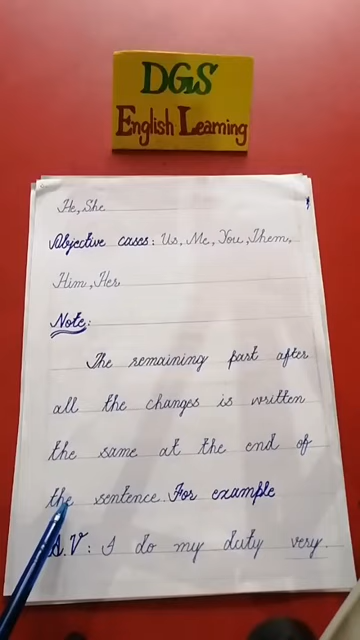 DGS
English Learning
He, She
Objective cases: Us, Me, You, Them,
Him, Her
Note:
The remaining part after
all the changes is written
the same at the end of
the sentence. For example
A.V: I do my duty very